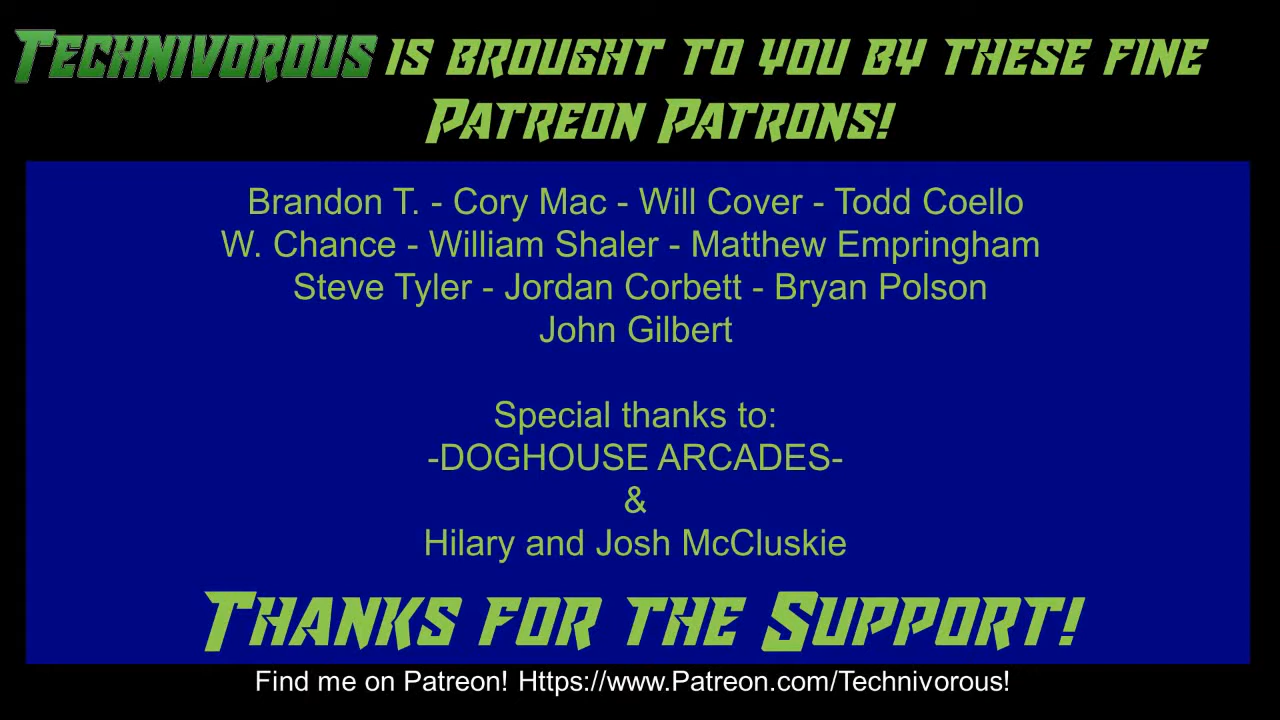 Technivorous is brought to you by these fine
Patreon Patrons!
Brandon T. - Cory Mac - Will Cover - Todd Coello
W. Chance - William Shaler - Matthew Empringham
Steve Tyler - Jordan Corbett - Bryan Polson
John Gilbert
Special thanks to:
-DOGHOUSE ARCADES-
&
Hilary and Josh McCluskie
Thanks for the Support!
Find me on Patreon! Https://www.Patreon.com/Technivorous!